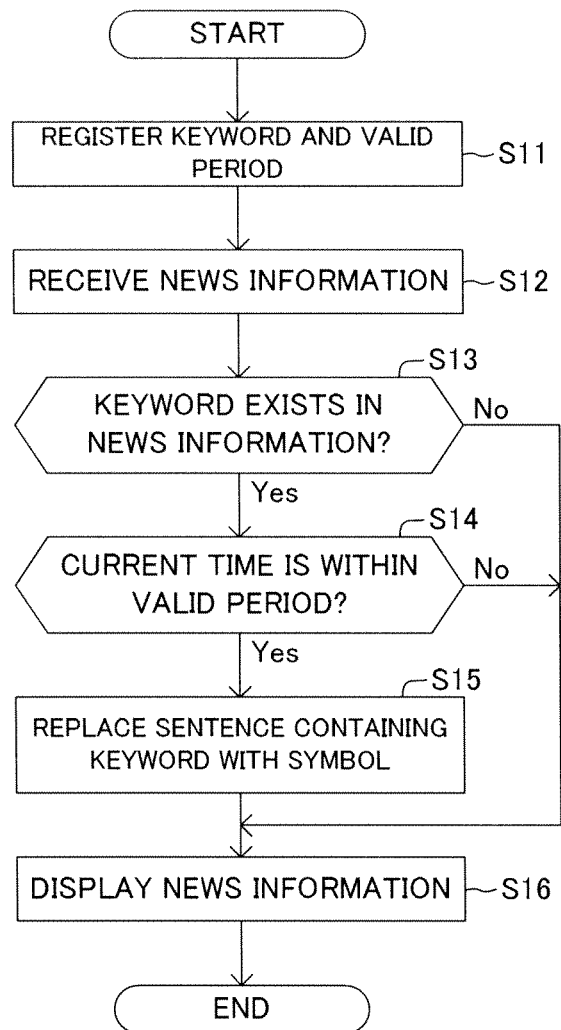 START
REGISTER KEYWORD AND VALID
PERIOD
S11
RECEIVE NEWS INFORMATION
S12
S13
KEYWORD EXISTS IN
NEWS INFORMATION?
No
Yes
S14
CURRENT TIME IS WITHIN
VALID PERIOD?
No
Yes
S15
REPLACE SENTENCE CONTAINING
KEYWORD WITH SYMBOL
DISPLAY NEWS INFORMATION
S16
END